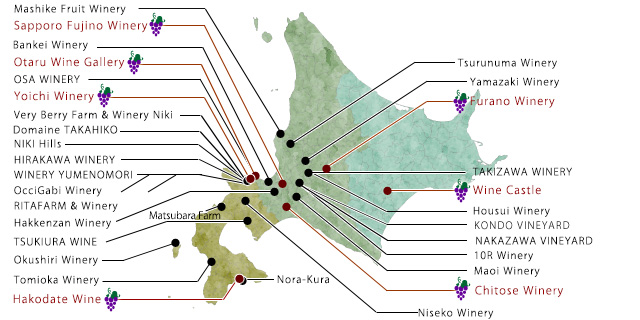 Mashike Fruit Winery
Sapporo Fujino Winery
Bankei Winery
Otaru Wine Gallery
OSA WINERY
Yoichi Winery
Very Berry Farm & Winery Niki
Domaine TAKAHIKO
NIKI Hills
HIRAKAWA WINERY
WINERY YUMENOMORI
OcciGabi Winery
RITAFARM & Winery
Hakkenzan Winery
Matsubara Farm
TSUKIURA WINE
Okushiri Winery
Tomioka Winery
Hakodate Wine
Nora-Kura
Tsurunuma Winery
Yamazaki Winery
Furano Winery
TAKIZAWA WINERY
Wine Castle
Housui Winery
KONDO VINEYARD
NAKAZAWA VINEYARD
10R Winery
Maoi Winery
Chitose Winery
Niseko Winery